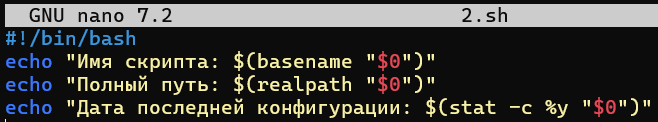 GNU nano 7.2 2.sh
#!/bin/bash
echo "Имя скрипта: $(basename "$0")"
echo "Полный путь: $(realpath "$0")"
echo "Дата последней конфигурации: $(stat -c %y "$0")"